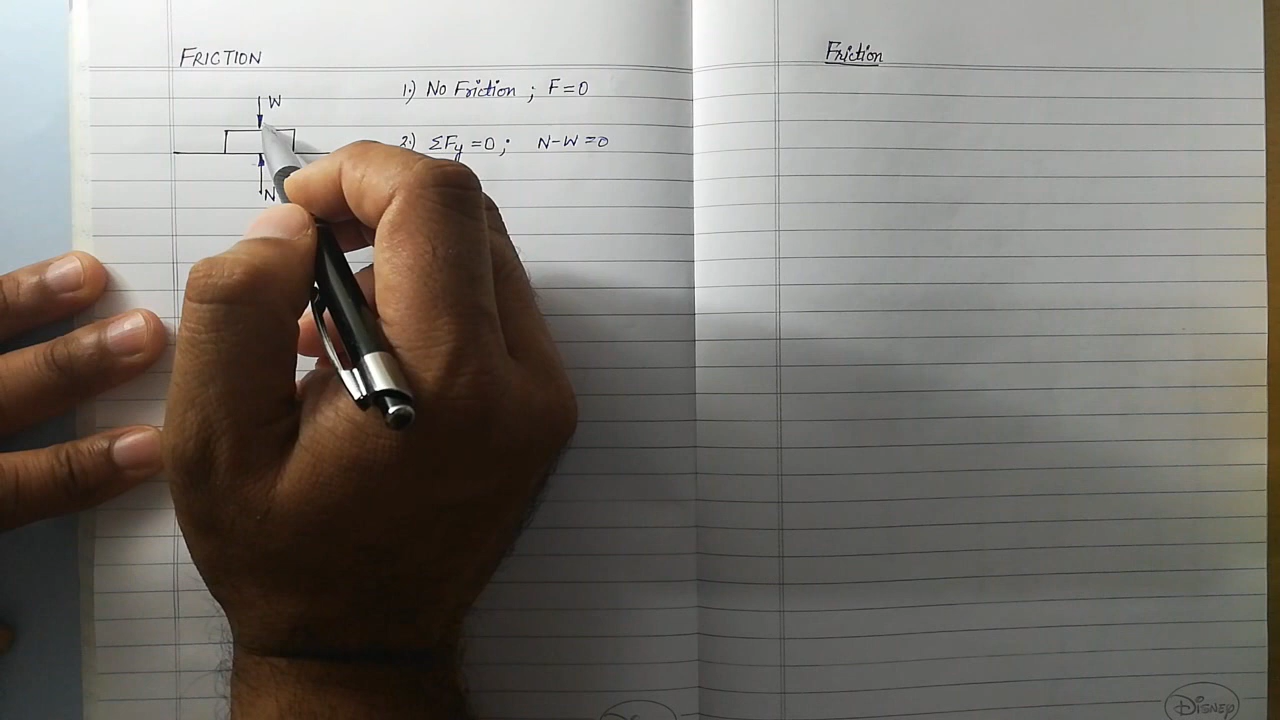 FRICTION
W
N
1.) No Friction ; F=0
2.) ΣFy =0 ; N-W=0
Friction
DISNEY